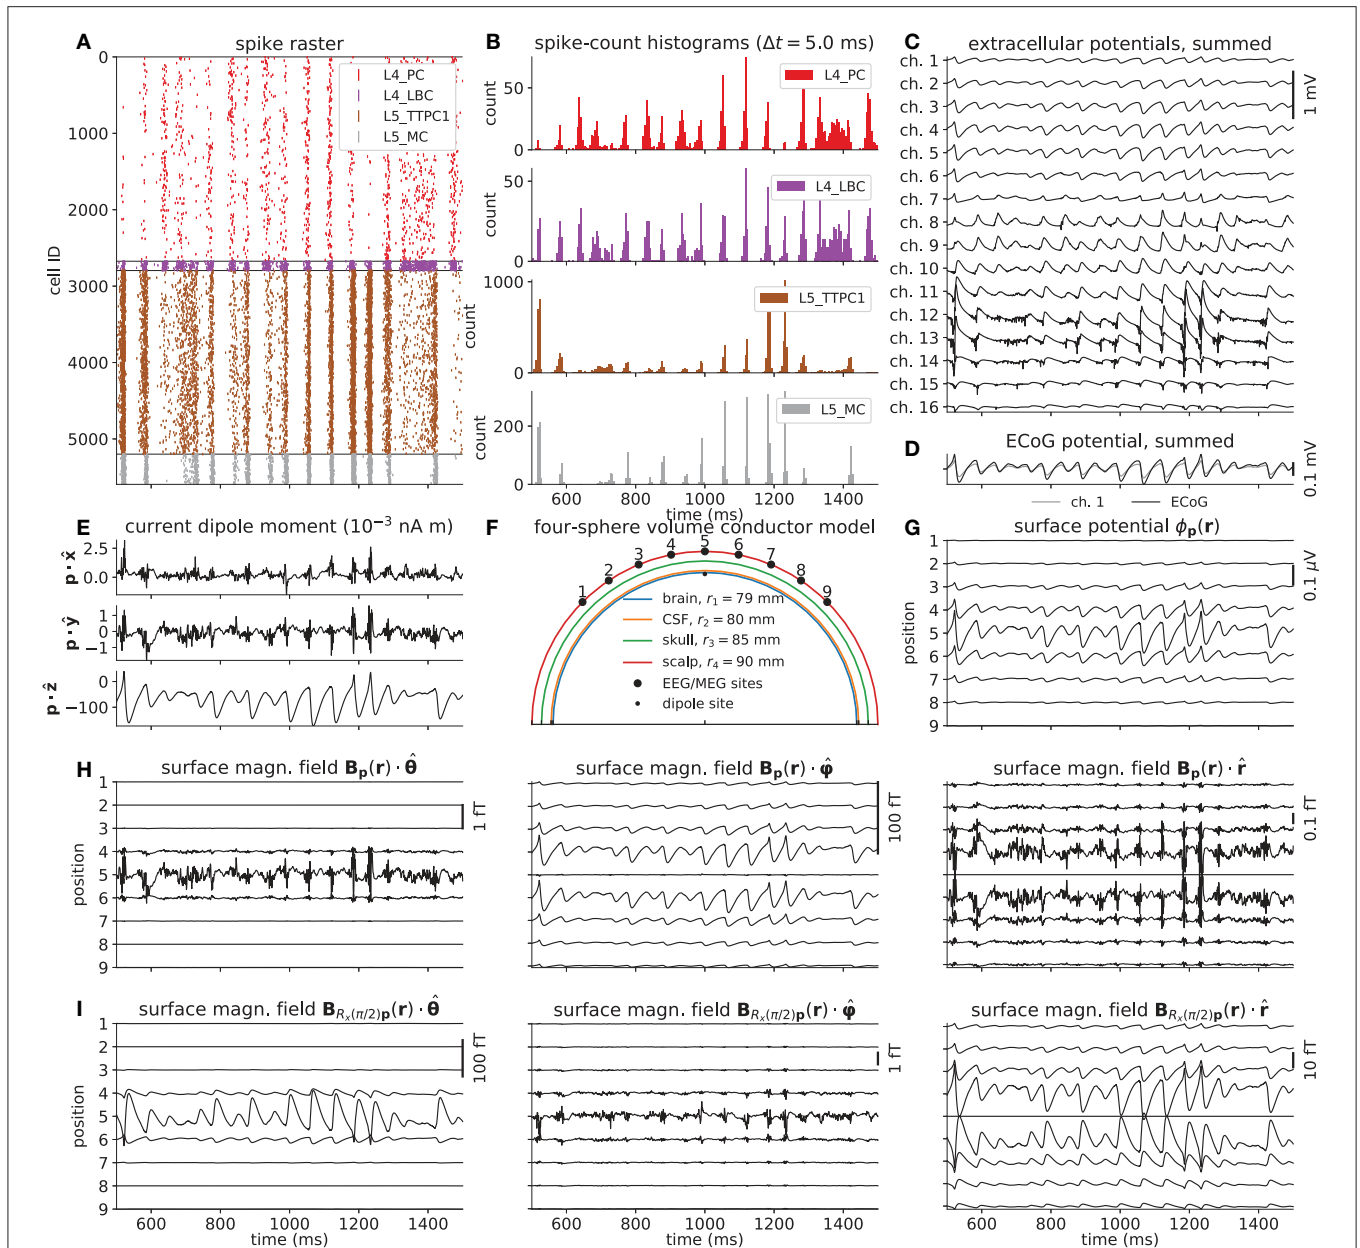 A
spike raster
0
1000
2000
3000
4000
5000
cell ID
L4_PC
L4_LBC
L5_TTPC1
L5_MC
B
spike-count histograms (Δt = 5.0 ms)
50
0
count
L4_PC
50
0
count
L4_LBC
1000
0
count
L5_TTPC1
200
0
count
L5_MC
600 800 1000 1200 1400
time (ms)
C
extracellular potentials, summed
ch. 1
ch. 2
ch. 3
ch. 4
ch. 5
ch. 6
ch. 7
ch. 8
ch. 9
ch. 10
ch. 11
ch. 12
ch. 13
ch. 14
ch. 15
ch. 16
1 mV
D
ECoG potential, summed
0.1 mV
ch. 1 ECoG
E
current dipole moment (10⁻³ nA m)
2.5
0.0
p · x̂
1
0
−1
p · ŷ
0
−100
p · ẑ
F
four-sphere volume conductor model
1
2
3
4
5
6
7
8
9
brain, r₁ = 79 mm
CSF, r₂ = 80 mm
skull, r₃ = 85 mm
scalp, r₄ = 90 mm
EEG/MEG sites
dipole site
G
surface potential ϕₚ(r)
1
2
3
4
5
6
7
8
9
position
0.1 µV
H
surface magn. field Bₚ(r) · θ̂
1
2
3
4
5
6
7
8
9
position
1 fT
600 800 1000 1200 1400
surface magn. field Bₚ(r) · φ̂
100 fT
surface magn. field Bₚ(r) · r̂
0.1 fT
I
surface magn. field B_{Rₓ(π/2)p}(r) · θ̂
1
2
3
4
5
6
7
8
9
position
100 fT
600 800 1000 1200 1400
time (ms)
surface magn. field B_{Rₓ(π/2)p}(r) · φ̂
1 fT
600 800 1000 1200 1400
time (ms)
surface magn. field B_{Rₓ(π/2)p}(r) · r̂
10 fT
600 800 1000 1200 1400
time (ms)